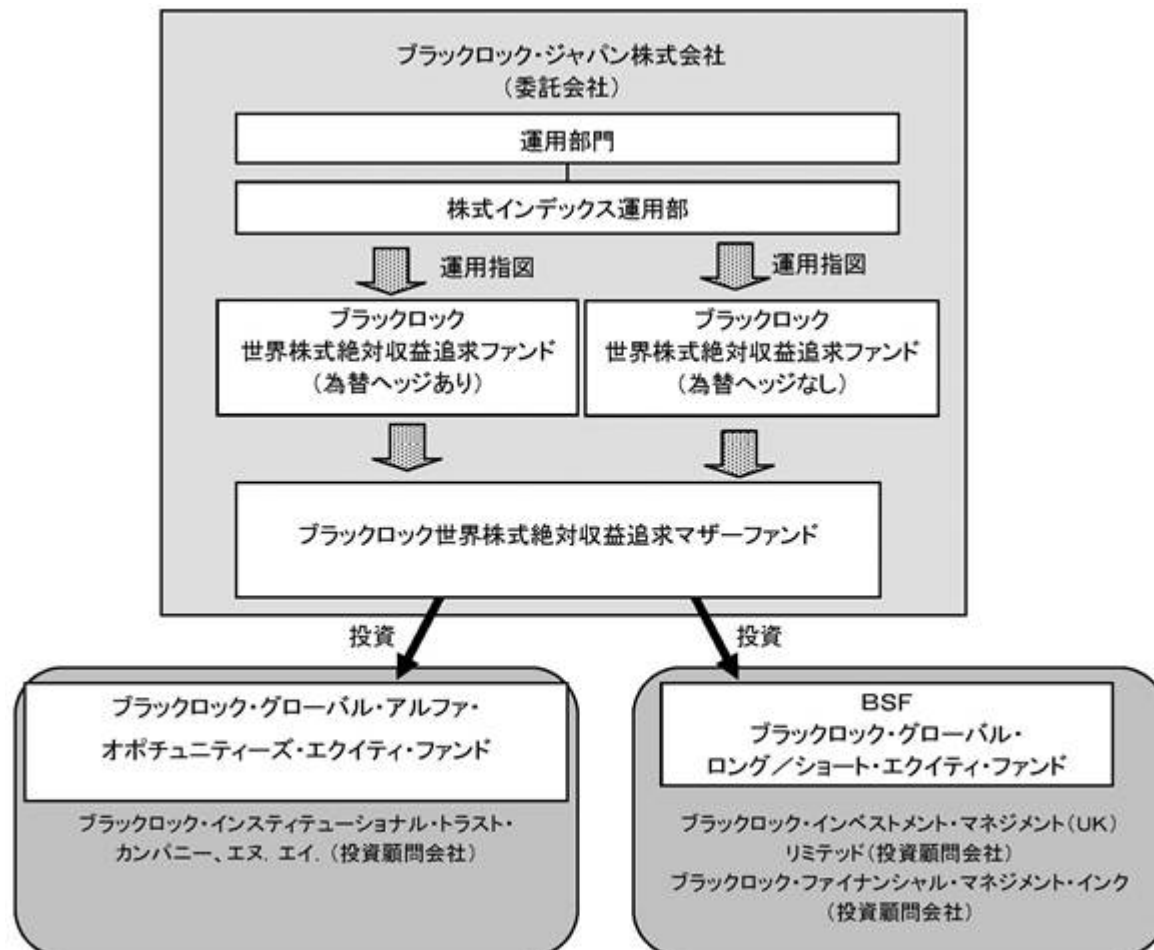 ブラックロック・ジャパン株式会社
(委託会社)
運用部門
株式インデックス運用部
運用指図
運用指図
ブラックロック
世界株式絶対収益追求ファンド
(為替ヘッジあり)
ブラックロック
世界株式絶対収益追求ファンド
(為替ヘッジなし)
ブラックロック世界株式絶対収益追求マザーファンド
投資
投資
ブラックロック・グローバル・アルファ・
オポチュニティーズ・エクイティ・ファンド
ブラックロック・インスティテューショナル・トラスト・
カンパニー、エヌ.エイ.(投資顧問会社)
BSF
ブラックロック・グローバル・
ロング/ショート・エクイティ・ファンド
ブラックロック・インベストメント・マネジメント(UK)
リミテッド(投資顧問会社)
ブラックロック・ファイナンシャル・マネジメント・インク
(投資顧問会社)